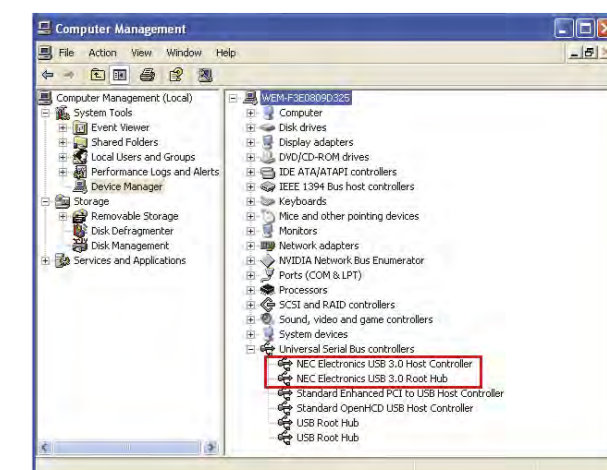 Computer Management
File Action View Window Help
Computer Management (Local)
System Tools
Event Viewer
Shared Folders
Local Users and Groups
Performance Logs and Alerts
Device Manager
Storage
Removable Storage
Disk Defragmenter
Disk Management
Services and Applications
WEM-F3E0809D325
Computer
Disk drives
Display adapters
DVD/CD-ROM drives
IDE ATA/ATAPI controllers
IEEE 1394 Bus host controllers
Keyboards
Mice and other pointing devices
Monitors
Network adapters
NVIDIA Network Bus Enumerator
Ports (COM & LPT)
Processors
SCSI and RAID controllers
Sound, video and game controllers
System devices
Universal Serial Bus controllers
NEC Electronics USB 3.0 Host Controller
NEC Electronics USB 3.0 Root Hub
Standard Enhanced PCI to USB Host Controller
Standard OpenHCD USB Host Controller
USB Root Hub
USB Root Hub